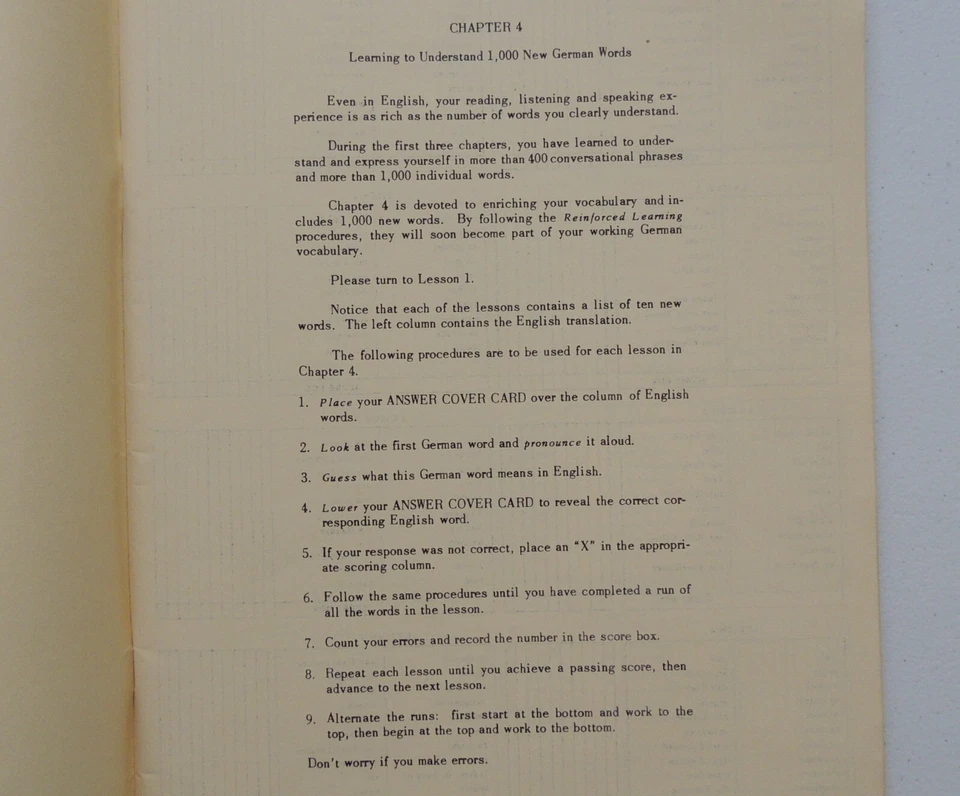 CHAPTER 4
Learning to Understand 1,000 New German Words
Even in English, your reading, listening and speaking ex-
perience is as rich as the number of words you clearly understand.
During the first three chapters, you have learned to under-
stand and express yourself in more than 400 conversational phrases
and more than 1,000 individual words.
Chapter 4 is devoted to enriching your vocabulary and in-
cludes 1,000 new words. By following the Reinforced Learning
procedures, they will soon become part of your working German
vocabulary.
Please turn to Lesson 1.
Notice that each of the lessons contains a list of ten new
words. The left column contains the English translation.
The following procedures are to be used for each lesson in
Chapter 4.
1. Place your ANSWER COVER CARD over the column of English
words.
2. Look at the first German word and pronounce it aloud.
3. Guess what this German word means in English.
4. Lower your ANSWER COVER CARD to reveal the correct cor-
responding English word.
5. If your response was not correct, place an "X" in the appropri-
ate scoring column.
6. Follow the same procedures until you have completed a run of
all the words in the lesson.
7. Count your errors and record the number in the score box.
8. Repeat each lesson until you achieve a passing score, then
advance to the next lesson.
9. Alternate the runs: first start at the bottom and work to the
top, then begin at the top and work to the bottom.
Don't worry if you make errors.